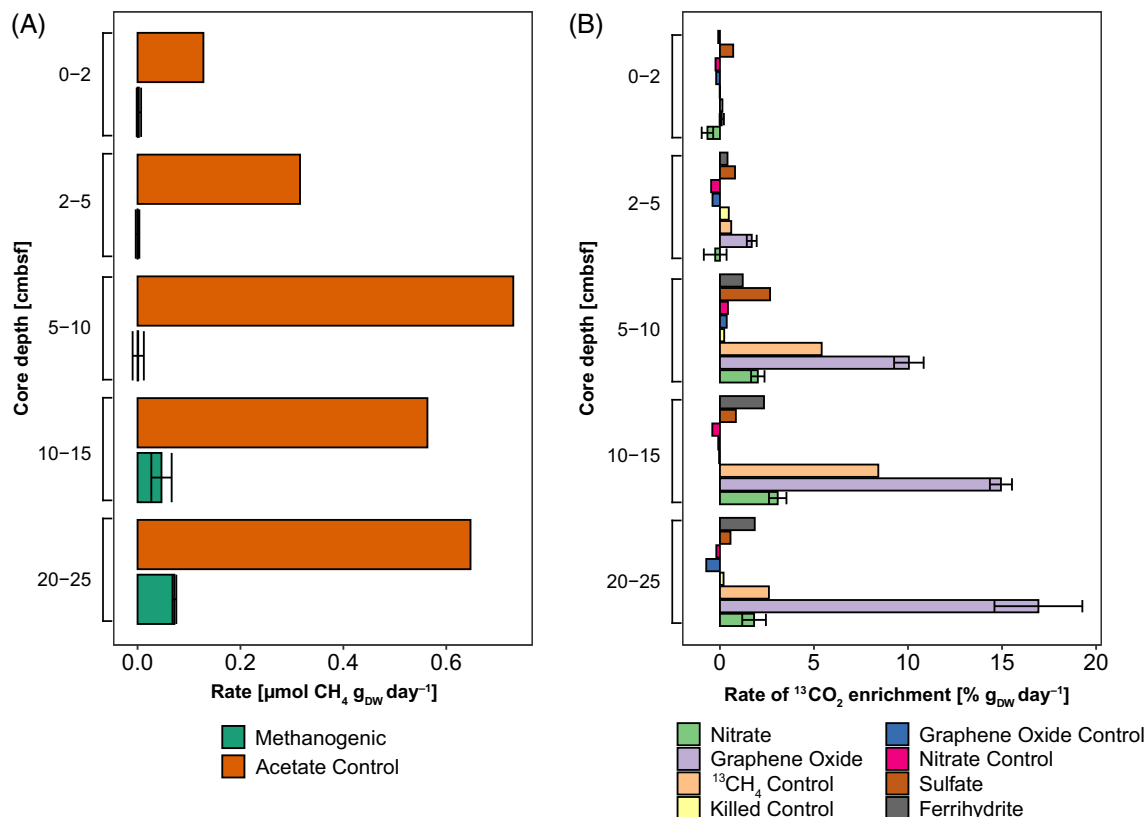 (A)
Core depth [cmbsf]
0−2
2−5
5−10
10−15
20−25
0.0 0.2 0.4 0.6
Rate [µmol CH₄ g_DW day⁻¹]
Methanogenic
Acetate Control
(B)
Core depth [cmbsf]
0−2
2−5
5−10
10−15
20−25
0 5 10 15 20
Rate of ¹³CO₂ enrichment [% g_DW day⁻¹]
Nitrate
Graphene Oxide
¹³CH₄ Control
Killed Control
Graphene Oxide Control
Nitrate Control
Sulfate
Ferrihydrite